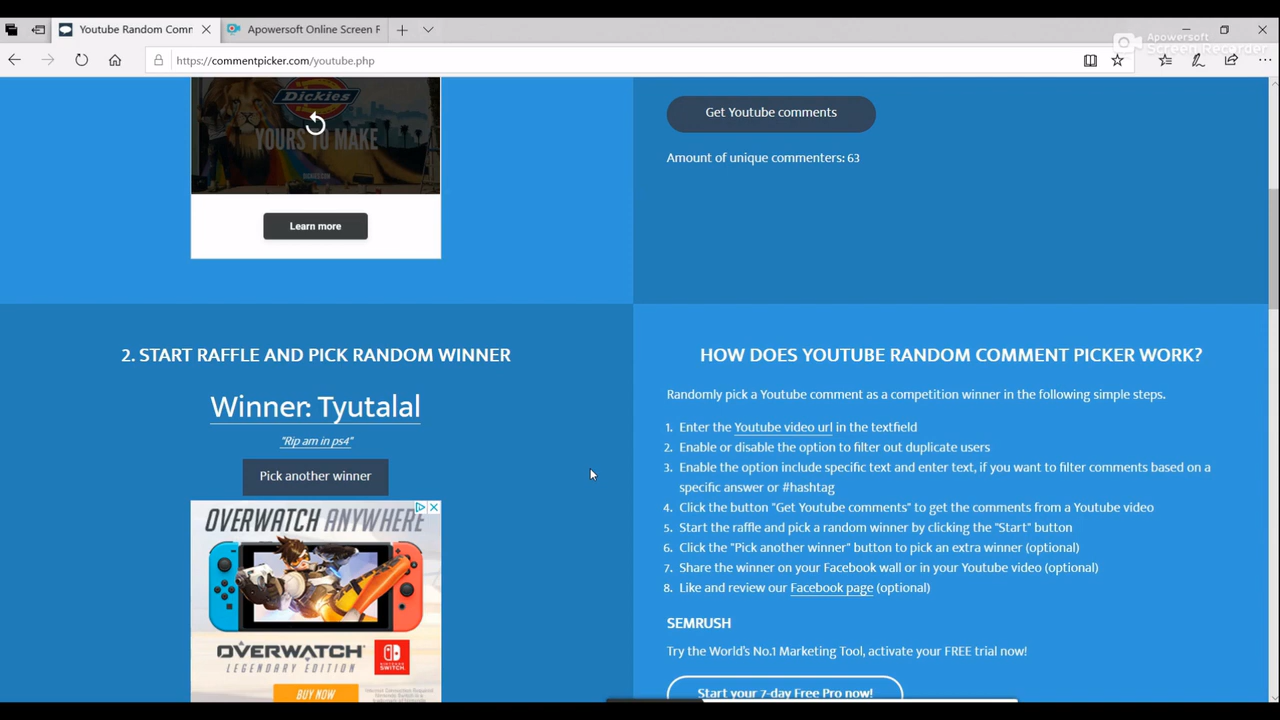 Youtube Random Comm
Apowersoft Online Screen R
https://commentpicker.com/youtube.php
Apowersoft
Screen Recorder
Dickies
YOURS TO MAKE
Learn more
Get Youtube comments
Amount of unique commenters: 63
2. START RAFFLE AND PICK RANDOM WINNER
Winner: Tyutalal
"Rip am in ps4"
Pick another winner
OVERWATCH ANYWHERE
OVERWATCH
LEGENDARY EDITION
NINTENDO
SWITCH
BUY NOW
HOW DOES YOUTUBE RANDOM COMMENT PICKER WORK?
Randomly pick a Youtube comment as a competition winner in the following simple steps.
1. Enter the Youtube video url in the textfield
2. Enable or disable the option to filter out duplicate users
3. Enable the option include specific text and enter text, if you want to filter comments based on a
specific answer or #hashtag
4. Click the button "Get Youtube comments" to get the comments from a Youtube video
5. Start the raffle and pick a random winner by clicking the "Start" button
6. Click the "Pick another winner" button to pick an extra winner (optional)
7. Share the winner on your Facebook wall or in your Youtube video (optional)
8. Like and review our Facebook page (optional)
SEMRUSH
Try the World's No.1 Marketing Tool, activate your FREE trial now!
Start your 7-day Free Pro now!